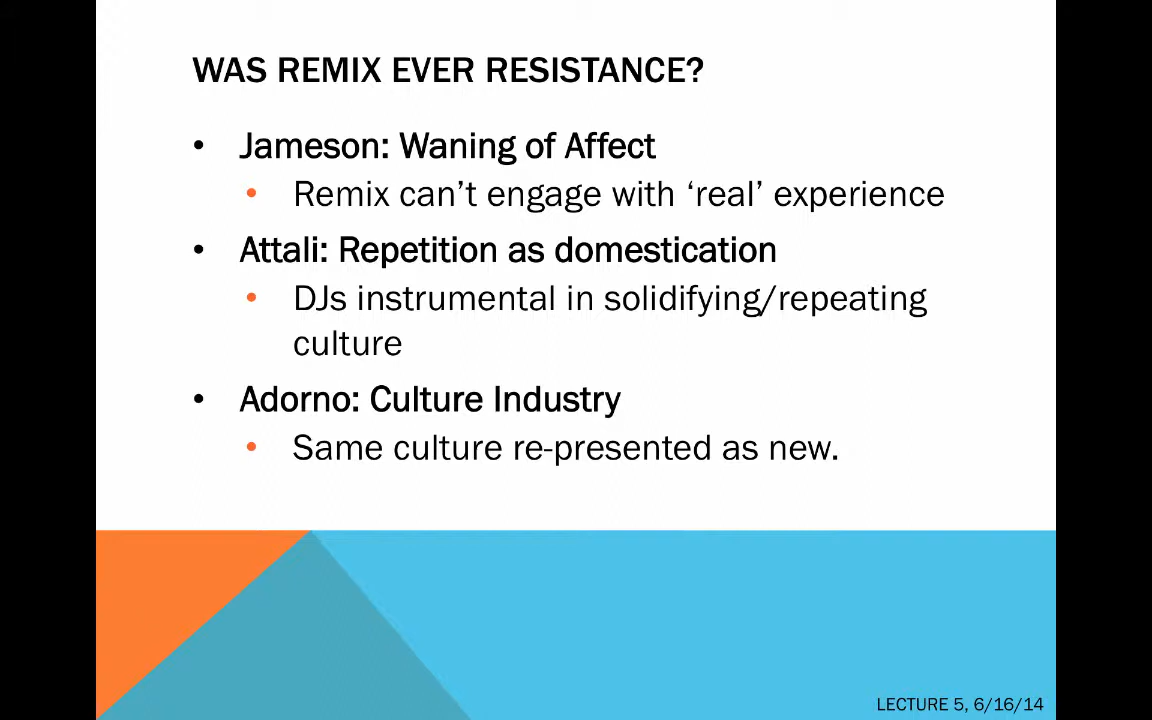 WAS REMIX EVER RESISTANCE?
• Jameson: Waning of Affect
• Remix can’t engage with ‘real’ experience
• Attali: Repetition as domestication
• DJs instrumental in solidifying/repeating
culture
• Adorno: Culture Industry
• Same culture re-presented as new.
LECTURE 5, 6/16/14